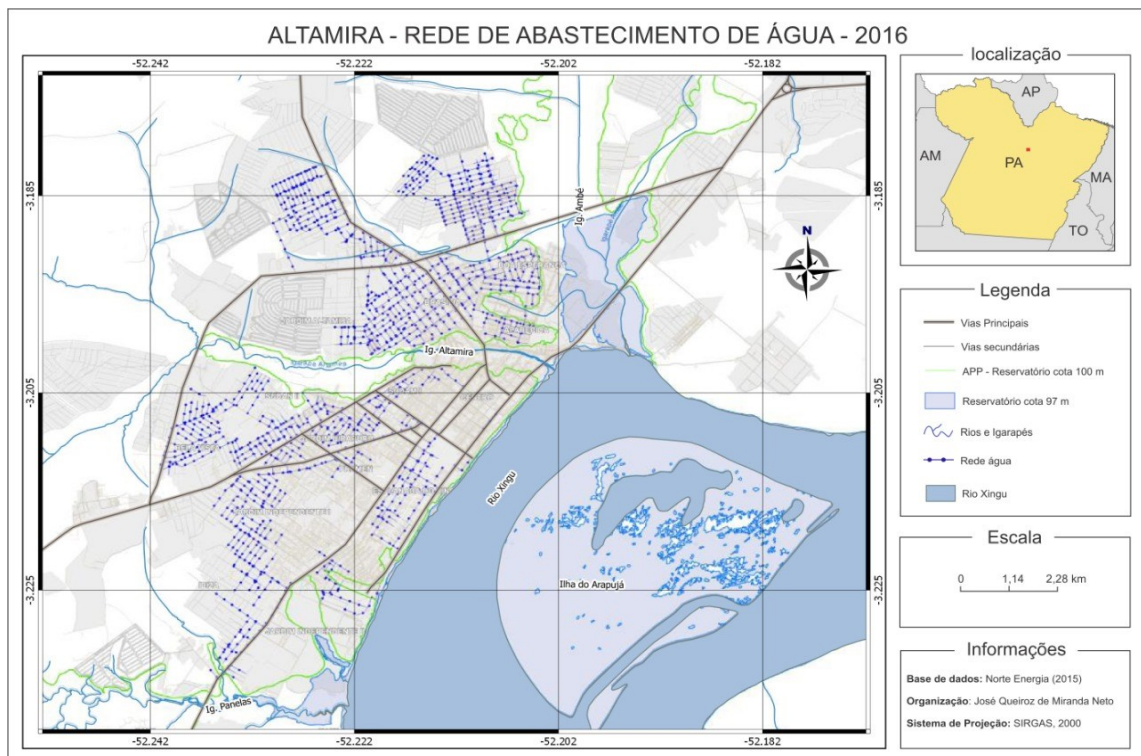 ALTAMIRA - REDE DE ABASTECIMENTO DE ÁGUA - 2016
-52.242
-52.222
-52.202
-52.182
-3.185
-3.205
-3.225
-3.185
-3.205
-3.225
Ig. Ambé
N
JARDIM ALTAMIRA
Ig. Altamira
Rio Xingu
Ilha do Arapujá
Ig. Panelas
-52.242
-52.222
-52.202
-52.182
localização
AP
AM
PA
MA
TO
Legenda
Vias Principais
Vias secundárias
APP - Reservatório cota 100 m
Reservatório cota 97 m
Rios e Igarapés
Rede água
Rio Xingu
Escala
0 1,14 2,28 km
Informações
Base de dados: Norte Energia (2015)
Organização: José Queiroz de Miranda Neto
Sistema de Projeção: SIRGAS, 2000